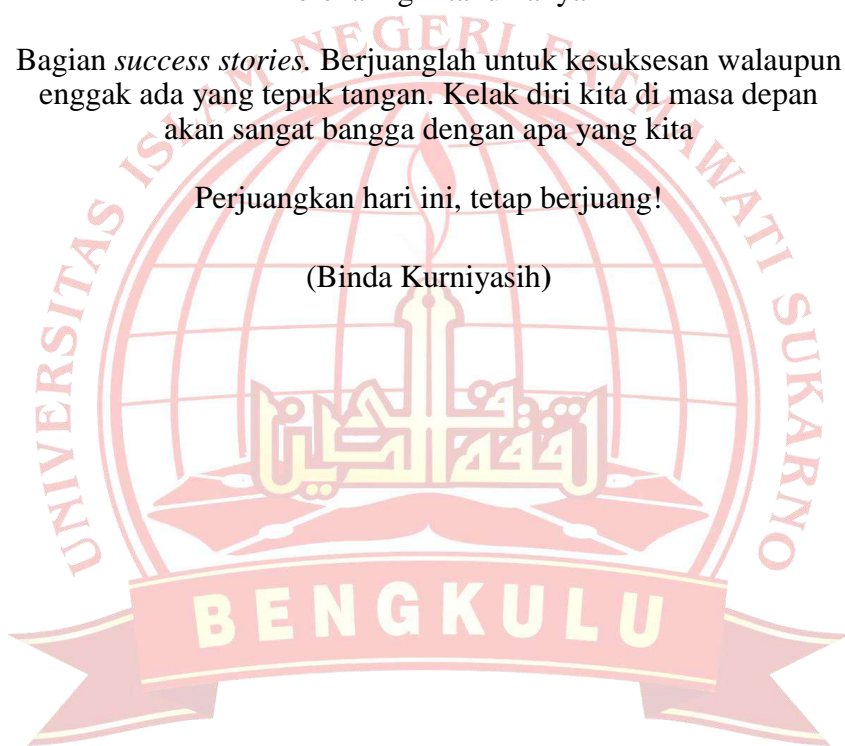 Bagian success stories. Berjuanglah untuk kesuksesan walaupun
enggak ada yang tepuk tangan. Kelak diri kita di masa depan
akan sangat bangga dengan apa yang kita
Perjuangkan hari ini, tetap berjuang!
(Binda Kurniyasih)
UNIVERSITAS ISLAM NEGERI FATMAWATI SUKARNO
BENGKULU